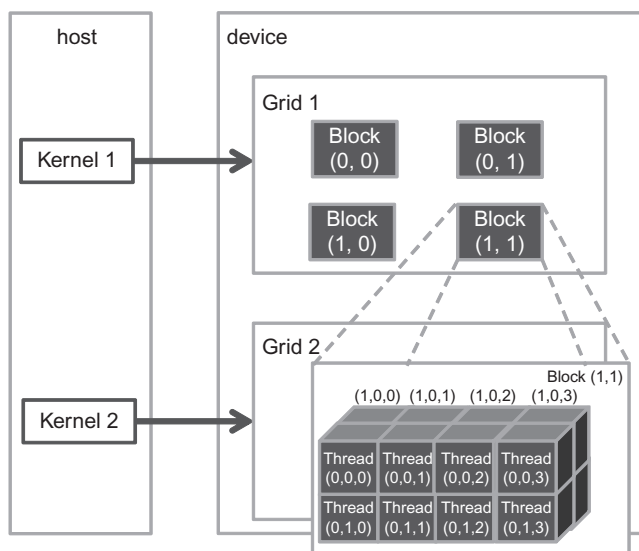 host
device
Grid 1
Kernel 1
Block
(0, 0)
Block
(0, 1)
Block
(1, 0)
Block
(1, 1)
Grid 2
Kernel 2
Block (1,1)
(1,0,0) (1,0,1) (1,0,2) (1,0,3)
Thread
(0,0,0)
Thread
(0,0,1)
Thread
(0,0,2)
Thread
(0,0,3)
Thread
(0,1,0)
Thread
(0,1,1)
Thread
(0,1,2)
Thread
(0,1,3)